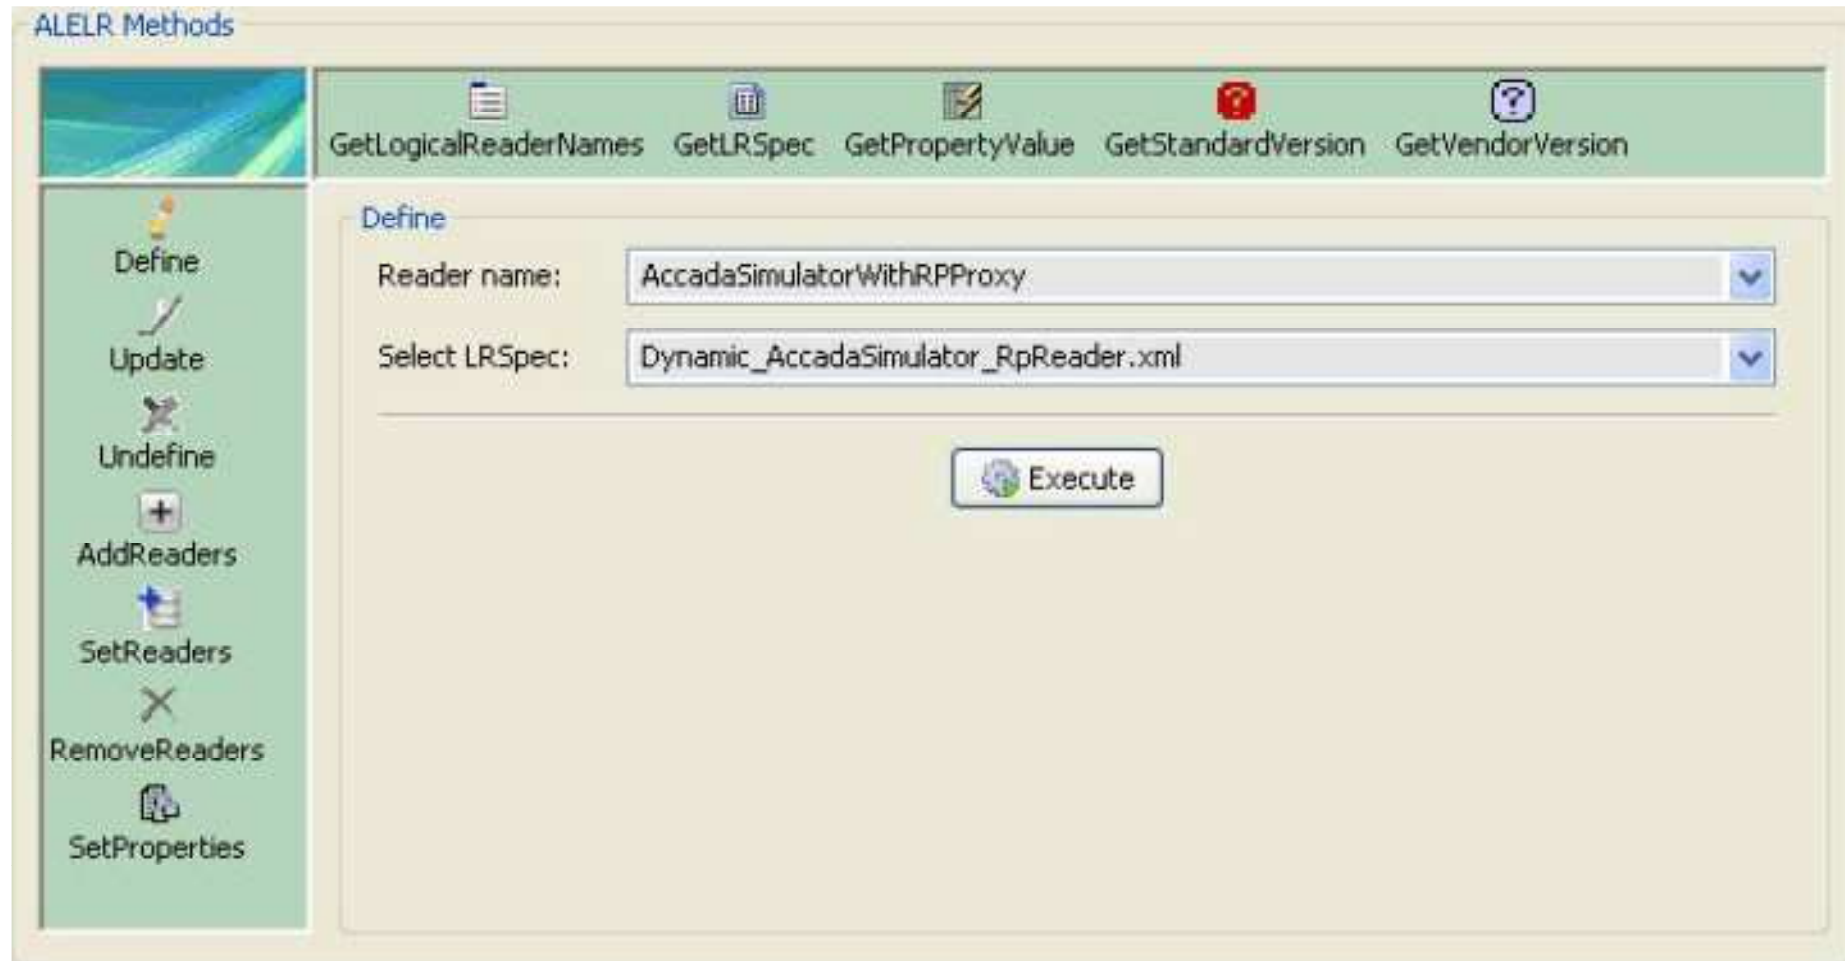 ALELR Methods
GetLogicalReaderNames GetLRSpec GetPropertyValue GetStandardVersion GetVendorVersion
Define
Update
Undefine
AddReaders
SetReaders
RemoveReaders
SetProperties
Define
Reader name: AccadaSimulatorWithRPProxy
Select LRSpec: Dynamic_AccadaSimulator_RpReader.xml
Execute